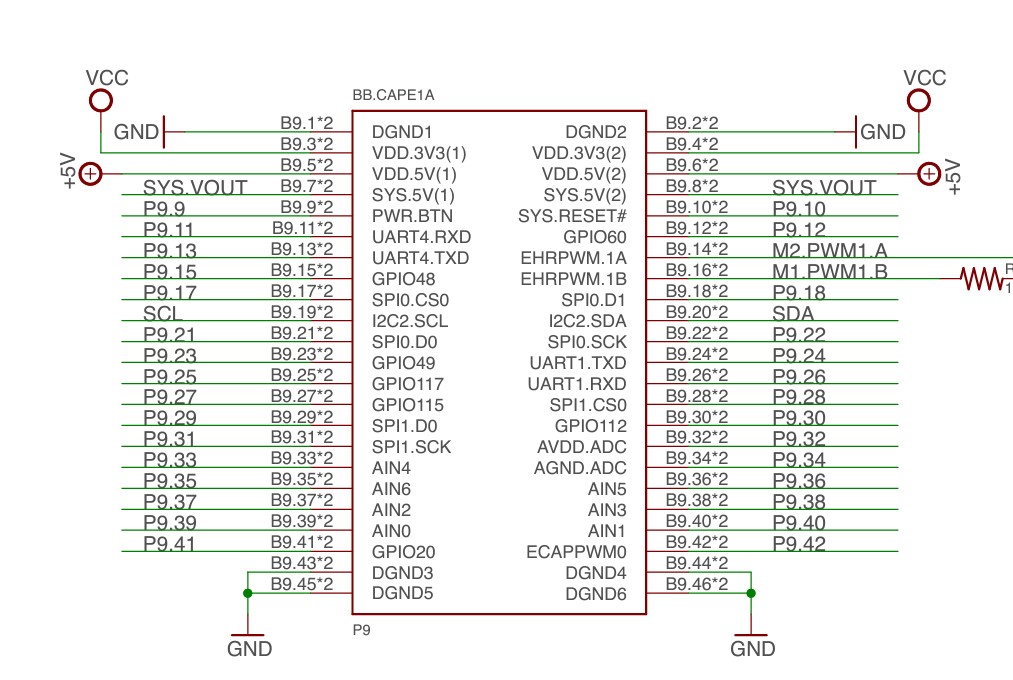 VCC VCC
BB.CAPE1A
GND B9.1*2 DGND1 DGND2 B9.2*2 GND
B9.3*2 VDD.3V3(1) VDD.3V3(2) B9.4*2
+5V B9.5*2 VDD.5V(1) VDD.5V(2) B9.6*2 +5V
SYS.VOUT B9.7*2 SYS.5V(1) SYS.5V(2) B9.8*2 SYS.VOUT
P9.9 B9.9*2 PWR.BTN SYS.RESET# B9.10*2 P9.10
P9.11 B9.11*2 UART4.RXD GPIO60 B9.12*2 P9.12
P9.13 B9.13*2 UART4.TXD EHRPWM.1A B9.14*2 M2.PWM1.A
P9.15 B9.15*2 GPIO48 EHRPWM.1B B9.16*2 M1.PWM1.B
P9.17 B9.17*2 SPI0.CS0 SPI0.D1 B9.18*2 P9.18
SCL B9.19*2 I2C2.SCL I2C2.SDA B9.20*2 SDA
P9.21 B9.21*2 SPI0.D0 SPI0.SCK B9.22*2 P9.22
P9.23 B9.23*2 GPIO49 UART1.TXD B9.24*2 P9.24
P9.25 B9.25*2 GPIO117 UART1.RXD B9.26*2 P9.26
P9.27 B9.27*2 GPIO115 SPI1.CS0 B9.28*2 P9.28
P9.29 B9.29*2 SPI1.D0 GPIO112 B9.30*2 P9.30
P9.31 B9.31*2 SPI1.SCK AVDD.ADC B9.32*2 P9.32
P9.33 B9.33*2 AIN4 AGND.ADC B9.34*2 P9.34
P9.35 B9.35*2 AIN6 AIN5 B9.36*2 P9.36
P9.37 B9.37*2 AIN2 AIN3 B9.38*2 P9.38
P9.39 B9.39*2 AIN0 AIN1 B9.40*2 P9.40
P9.41 B9.41*2 GPIO20 ECAPPWM0 B9.42*2 P9.42
B9.43*2 DGND3 DGND4 B9.44*2
B9.45*2 DGND5 DGND6 B9.46*2
P9
GND GND